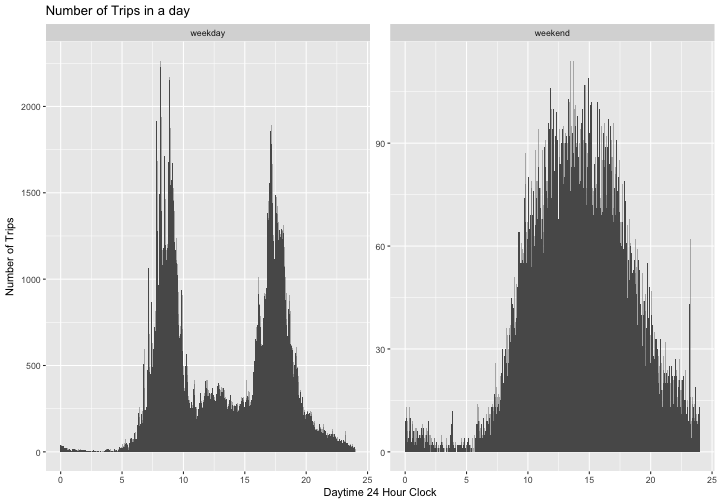 Number of Trips in a day
weekday
weekend
Number of Trips
2000
1500
1000
500
0
90
60
30
0
0 5 10 15 20 25
0 5 10 15 20 25
Daytime 24 Hour Clock